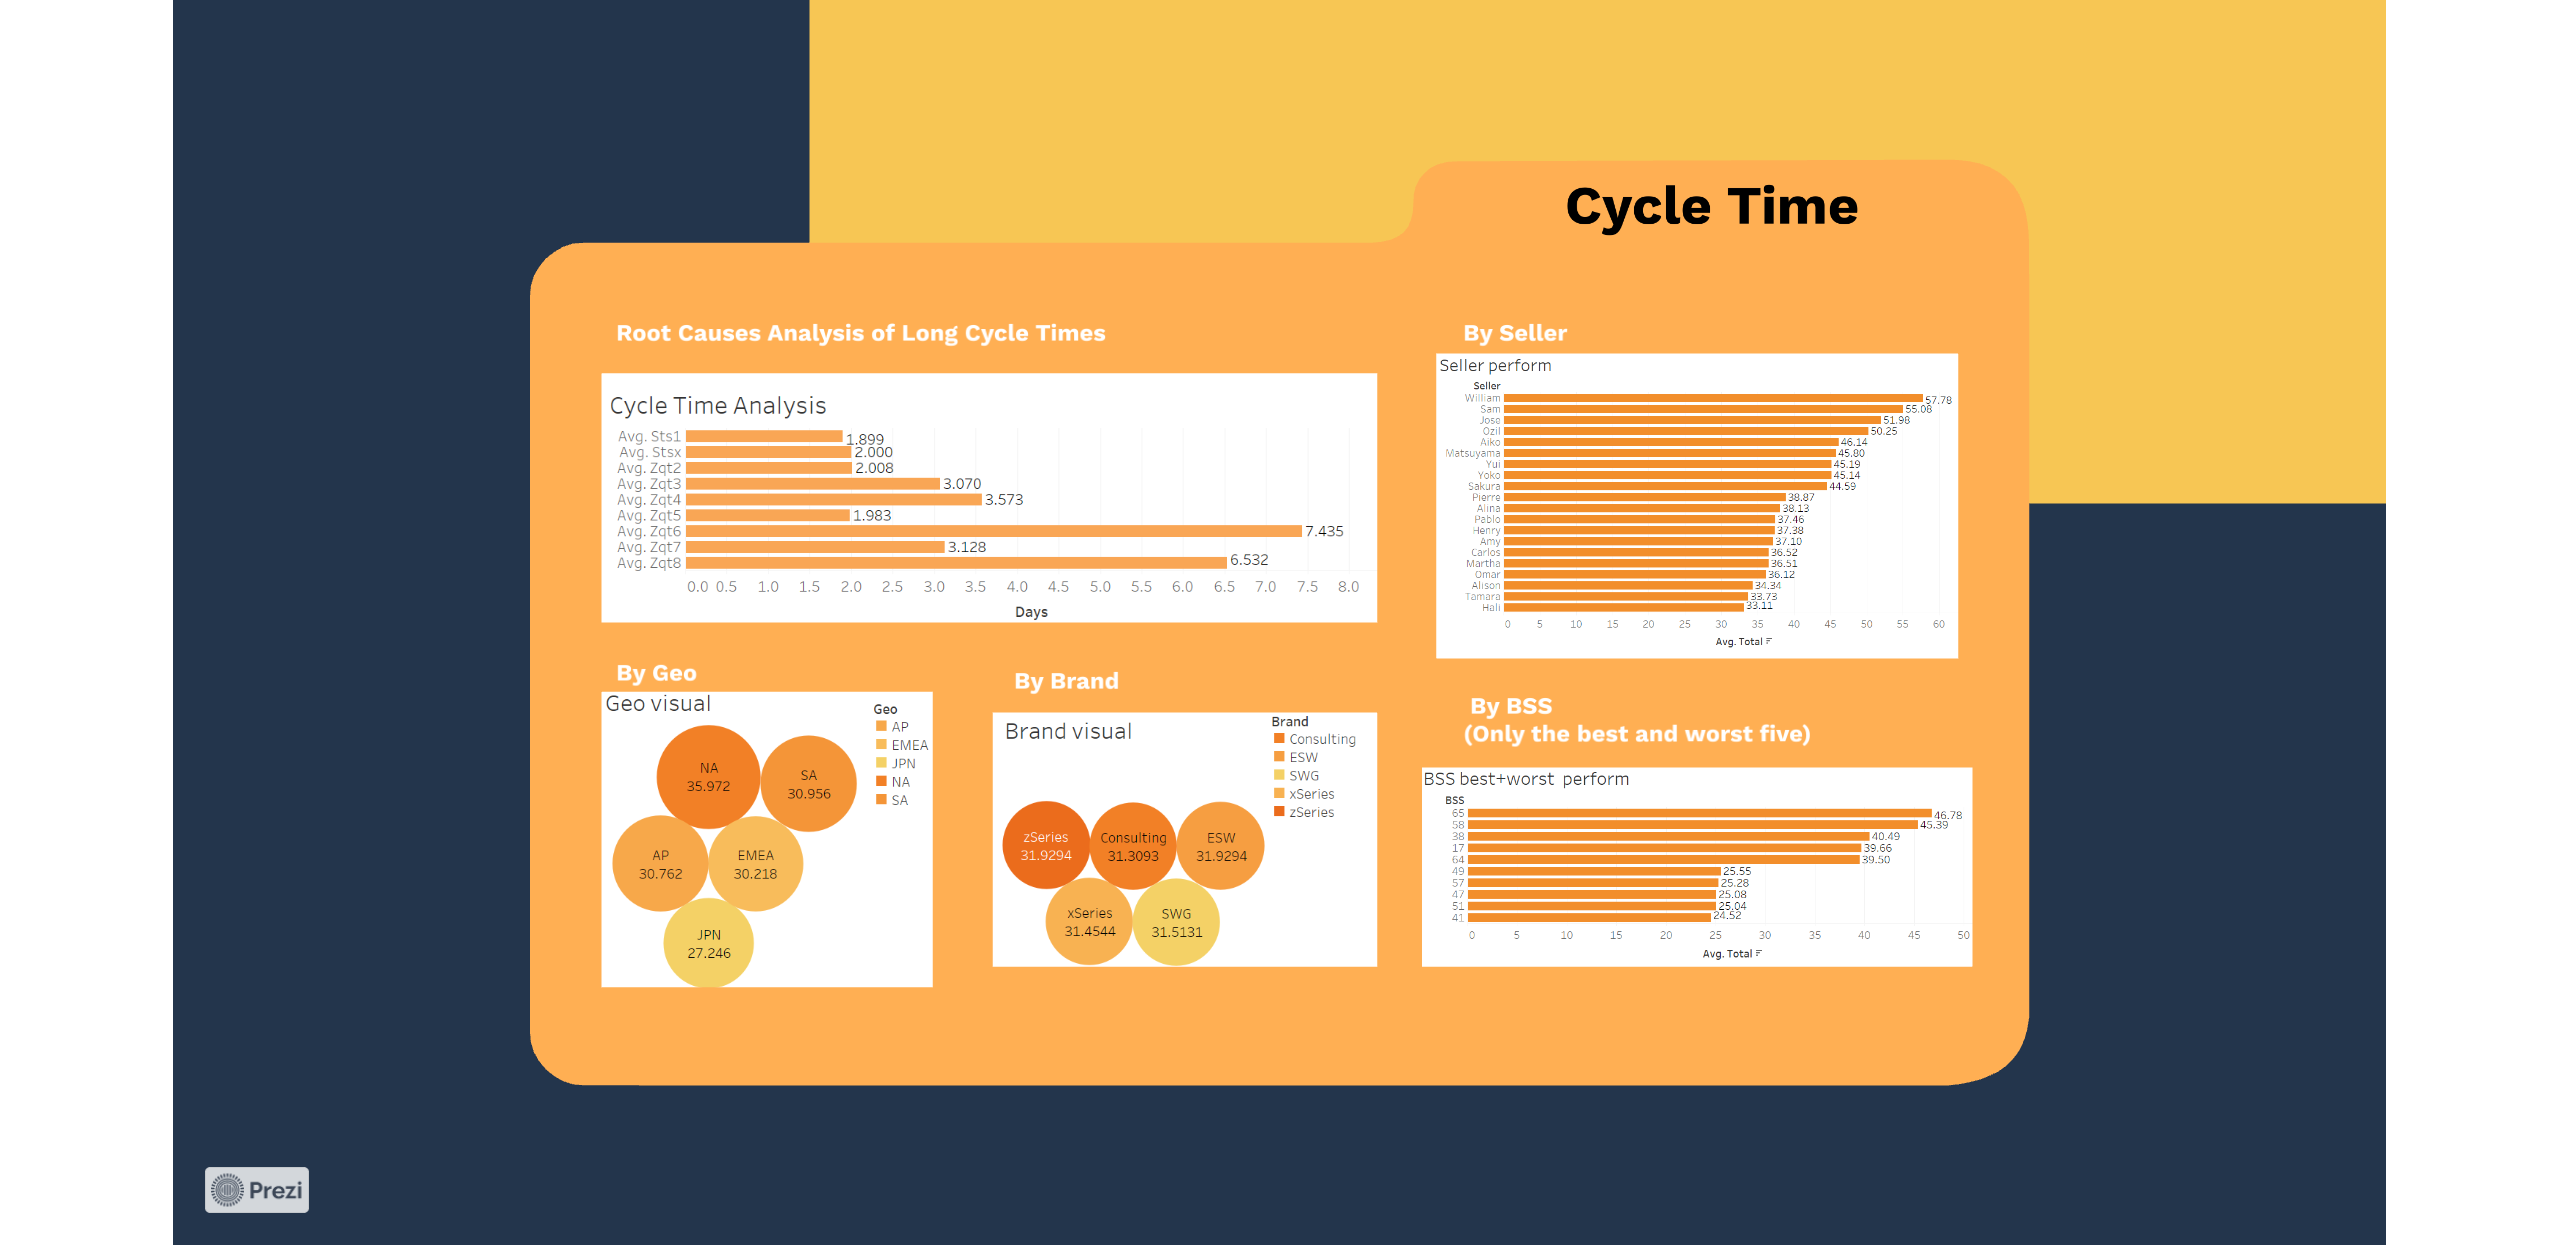 Cycle Time
Root Causes Analysis of Long Cycle Times
Cycle Time Analysis
Avg. Sts1 1.899
Avg. Stsx 2.000
Avg. Zqt2 2.008
Avg. Zqt3 3.070
Avg. Zqt4 3.573
Avg. Zqt5 1.983
Avg. Zqt6 7.435
Avg. Zqt7 3.128
Avg. Zqt8 6.532
0.0 0.5 1.0 1.5 2.0 2.5 3.0 3.5 4.0 4.5 5.0 5.5 6.0 6.5 7.0 7.5 8.0
Days
By Seller
Seller perform
Seller
William 57.78
Sam 55.08
Jose 51.98
Ozil 50.25
Aiko 46.14
Matsuyama 45.80
Yui 45.19
Yoko 45.14
Sakura 44.59
Pierre 38.87
Alina 38.13
Pablo 37.46
Henry 37.38
Amy 37.10
Carlos 36.52
Martha 36.51
Omar 36.12
Alison 34.34
Tamara 33.73
Hali 33.11
0 5 10 15 20 25 30 35 40 45 50 55 60
Avg. Total
By Geo
Geo visual
NA
35.972
SA
30.956
AP
30.762
EMEA
30.218
JPN
27.246
Geo
AP
EMEA
JPN
NA
SA
By Brand
Brand visual
zSeries
31.9294
Consulting
31.3093
ESW
31.9294
xSeries
31.4544
SWG
31.5131
Brand
Consulting
ESW
SWG
xSeries
zSeries
By BSS
(Only the best and worst five)
BSS best+worst perform
BSS
65 46.78
58 45.39
38 40.49
17 39.66
64 39.50
49 25.55
57 25.28
47 25.08
51 25.04
41 24.52
0 5 10 15 20 25 30 35 40 45 50
Avg. Total
Prezi